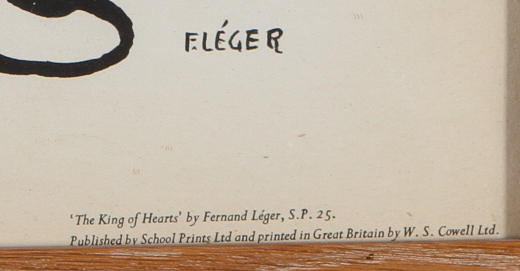 F.LÉGER
'The King of Hearts' by Fernand Léger, S.P. 25.
Published by School Prints Ltd and printed in Great Britain by W. S. Cowell Ltd.